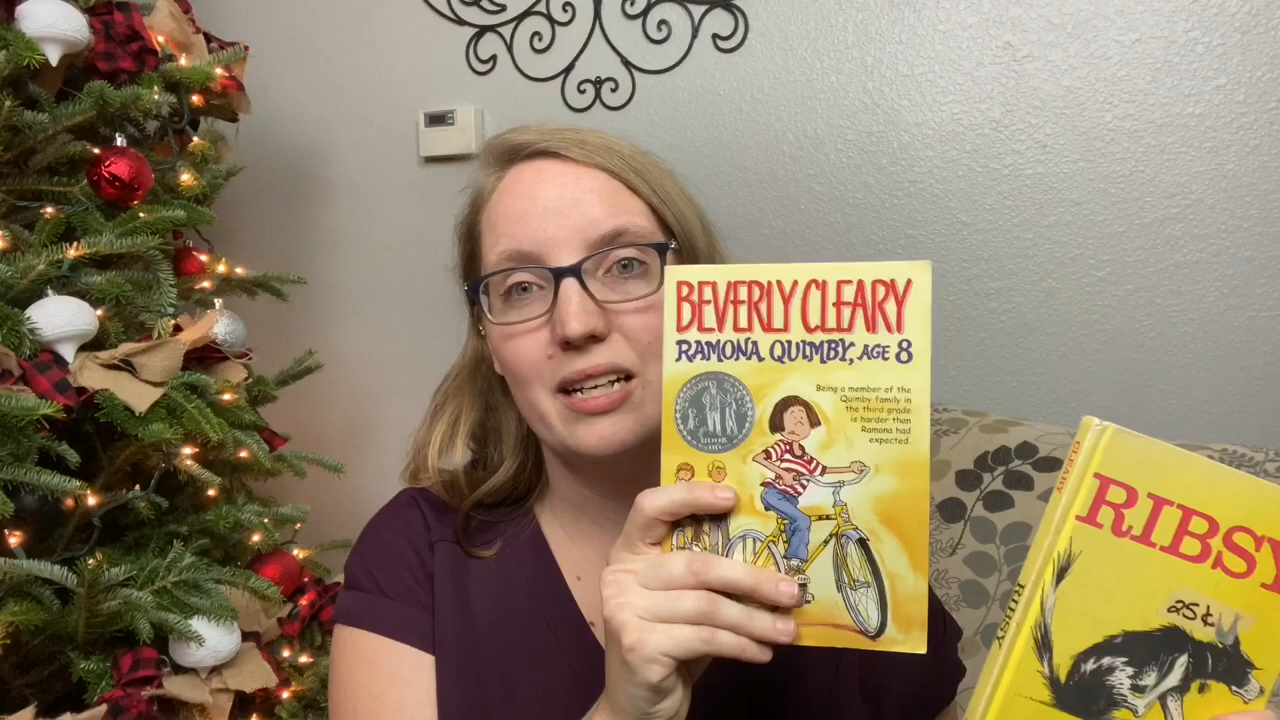 BEVERLY CLEARY
RAMONA QUIMBY, AGE 8
Being a member of the
Quimby family in
the third grade
is harder than
Ramona had
expected.
CLEARY
RIBSY
RIBSY
25¢